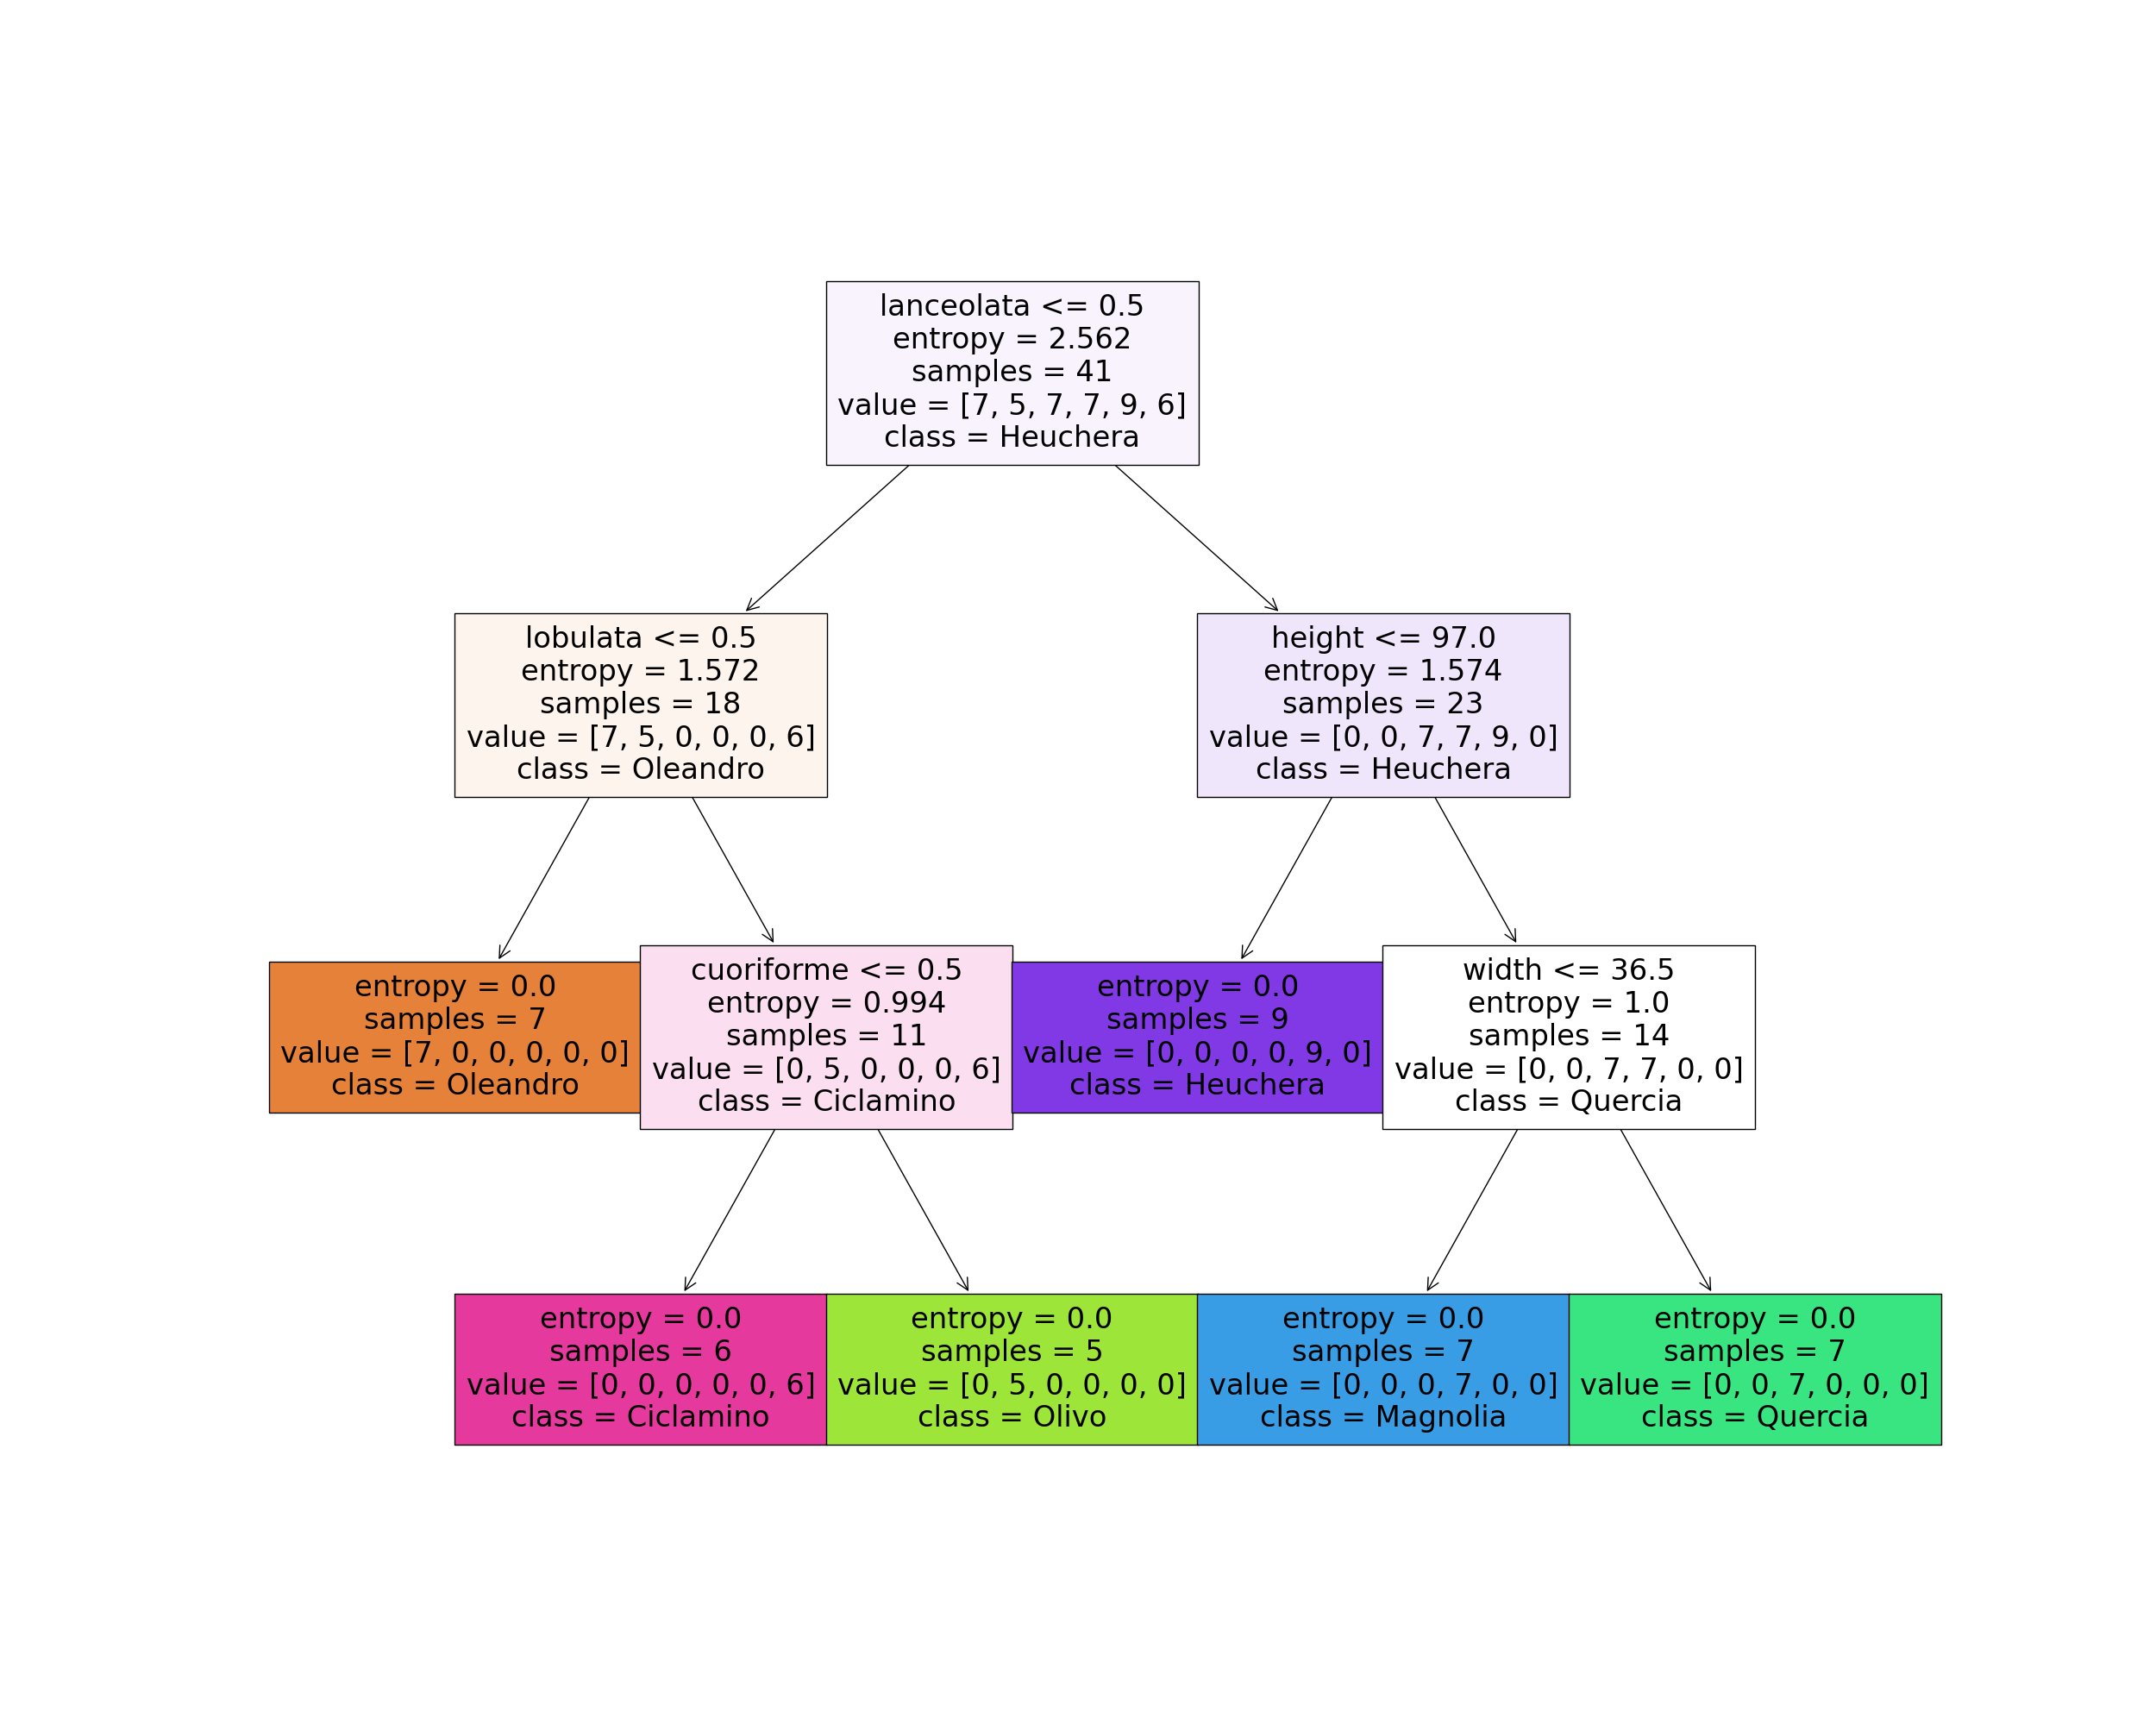 lanceolata <= 0.5
entropy = 2.562
samples = 41
value = [7, 5, 7, 7, 9, 6]
class = Heuchera
lobulata <= 0.5
entropy = 1.572
samples = 18
value = [7, 5, 0, 0, 0, 6]
class = Oleandro
height <= 97.0
entropy = 1.574
samples = 23
value = [0, 0, 7, 7, 9, 0]
class = Heuchera
entropy = 0.0
samples = 7
value = [7, 0, 0, 0, 0, 0]
class = Oleandro
cuoriforme <= 0.5
entropy = 0.994
samples = 11
value = [0, 5, 0, 0, 0, 6]
class = Ciclamino
entropy = 0.0
samples = 9
value = [0, 0, 0, 0, 9, 0]
class = Heuchera
width <= 36.5
entropy = 1.0
samples = 14
value = [0, 0, 7, 7, 0, 0]
class = Quercia
entropy = 0.0
samples = 6
value = [0, 0, 0, 0, 0, 6]
class = Ciclamino
entropy = 0.0
samples = 5
value = [0, 5, 0, 0, 0, 0]
class = Olivo
entropy = 0.0
samples = 7
value = [0, 0, 0, 7, 0, 0]
class = Magnolia
entropy = 0.0
samples = 7
value = [0, 0, 7, 0, 0, 0]
class = Quercia